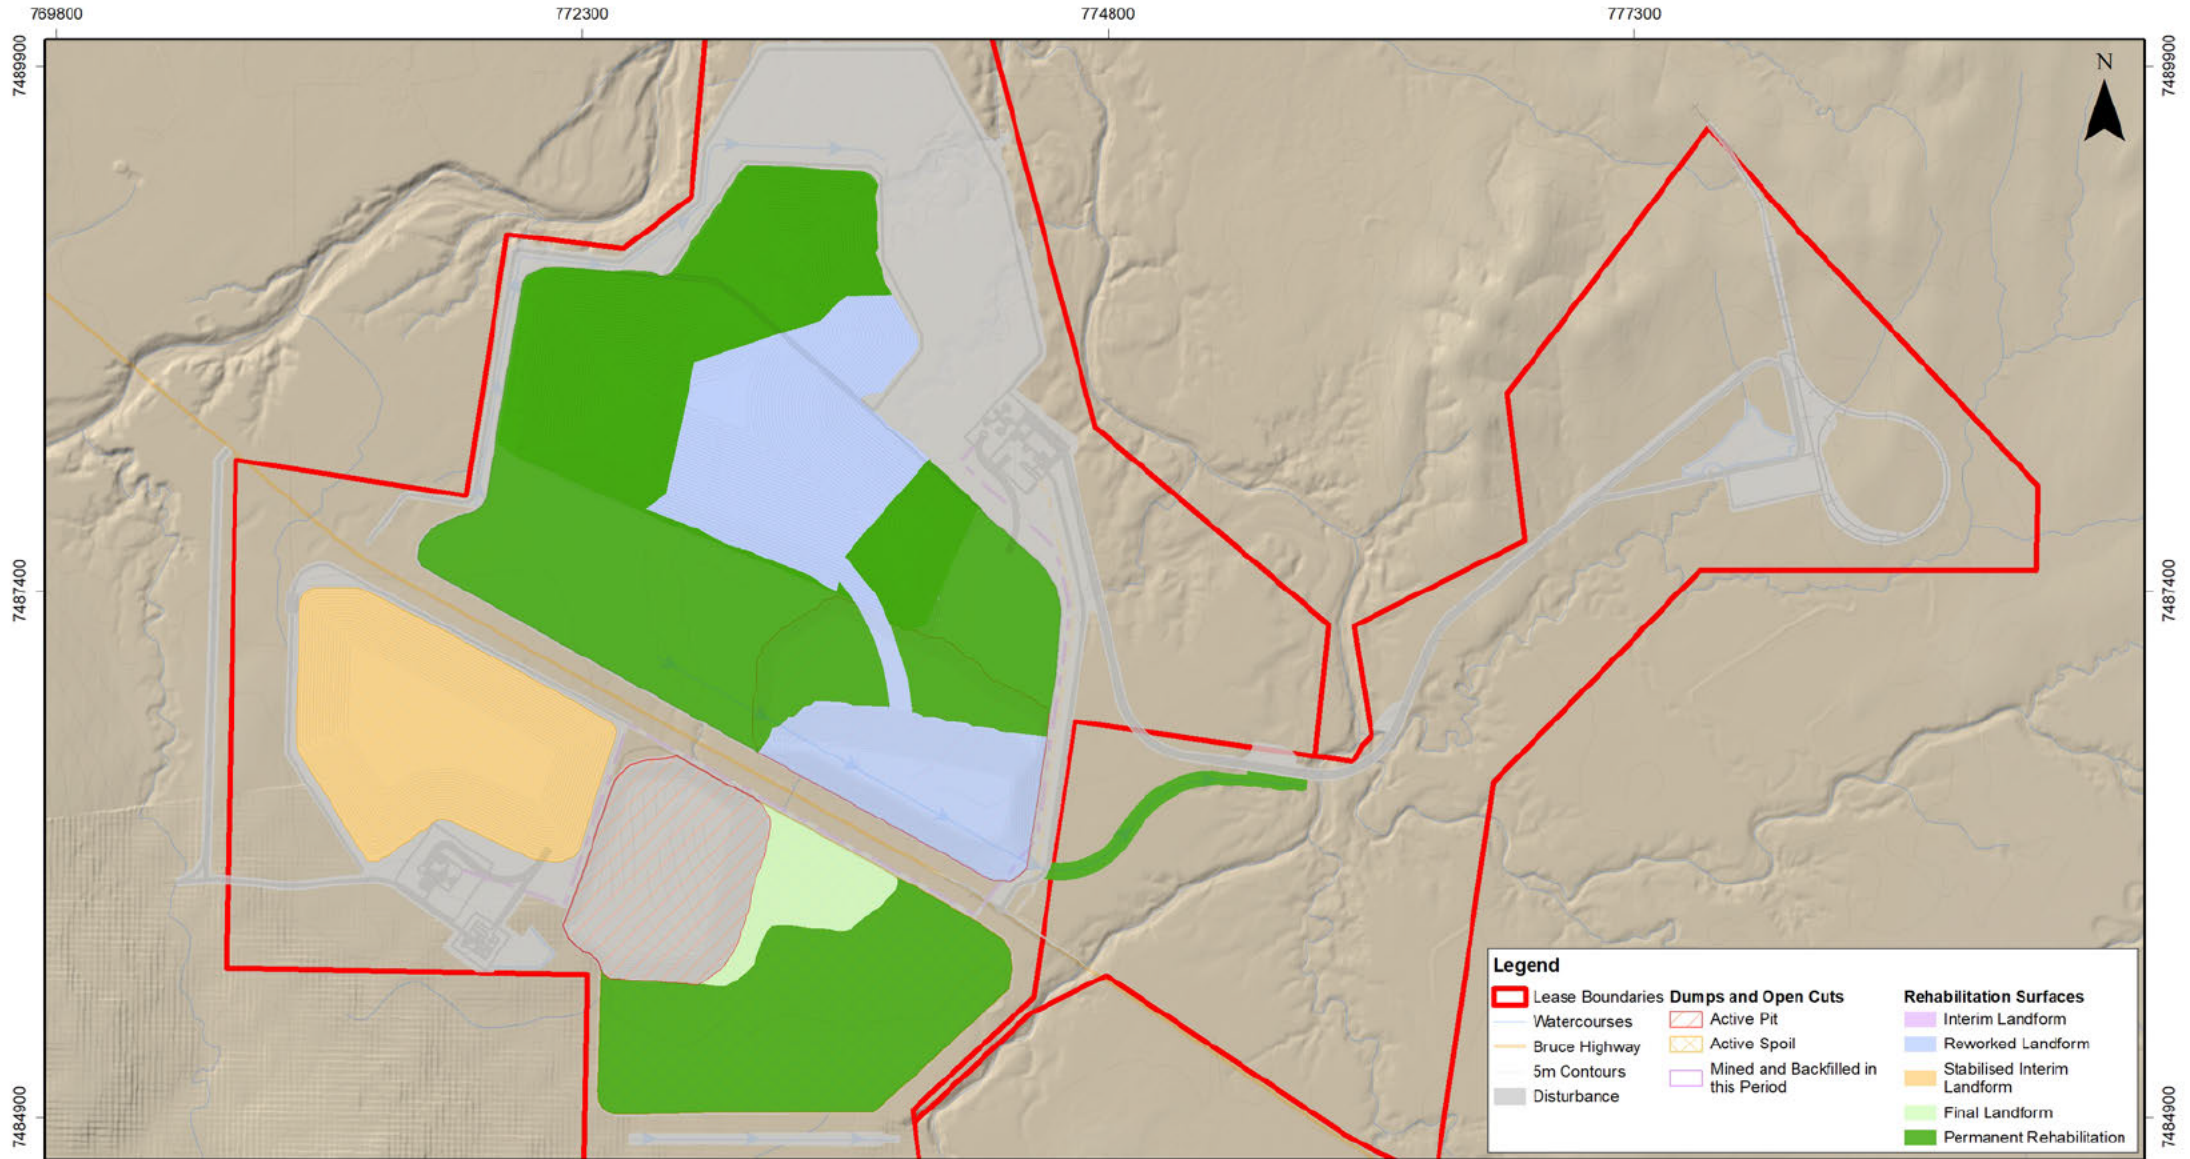 769800
772300
774800
777300
7489900
7489900
N
7487400
7487400
7484900
7484900
Legend
Lease Boundaries
Watercourses
Bruce Highway
5m Contours
Disturbance
Dumps and Open Cuts
Active Pit
Active Spoil
Mined and Backfilled in
this Period
Rehabilitation Surfaces
Interim Landform
Reworked Landform
Stabilised Interim
Landform
Final Landform
Permanent Rehabilitation